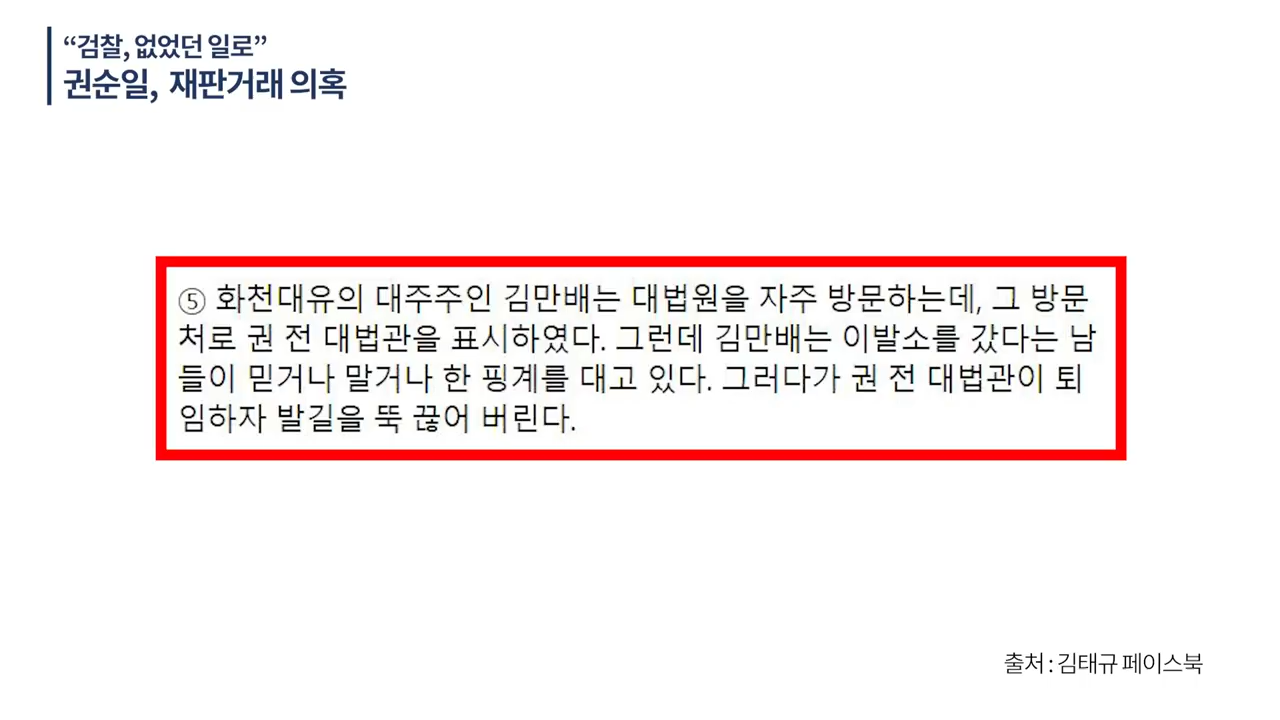 “검찰, 없었던 일로”
권순일, 재판거래 의혹
⑤ 화천대유의 대주주인 김만배는 대법원을 자주 방문하는데, 그 방문
처로 권 전 대법관을 표시하였다. 그런데 김만배는 이발소를 갔다는 남
들이 믿거나 말거나 한 핑계를 대고 있다. 그러다가 권 전 대법관이 퇴
임하자 발길을 뚝 끊어 버린다.
출처 : 김태규 페이스북